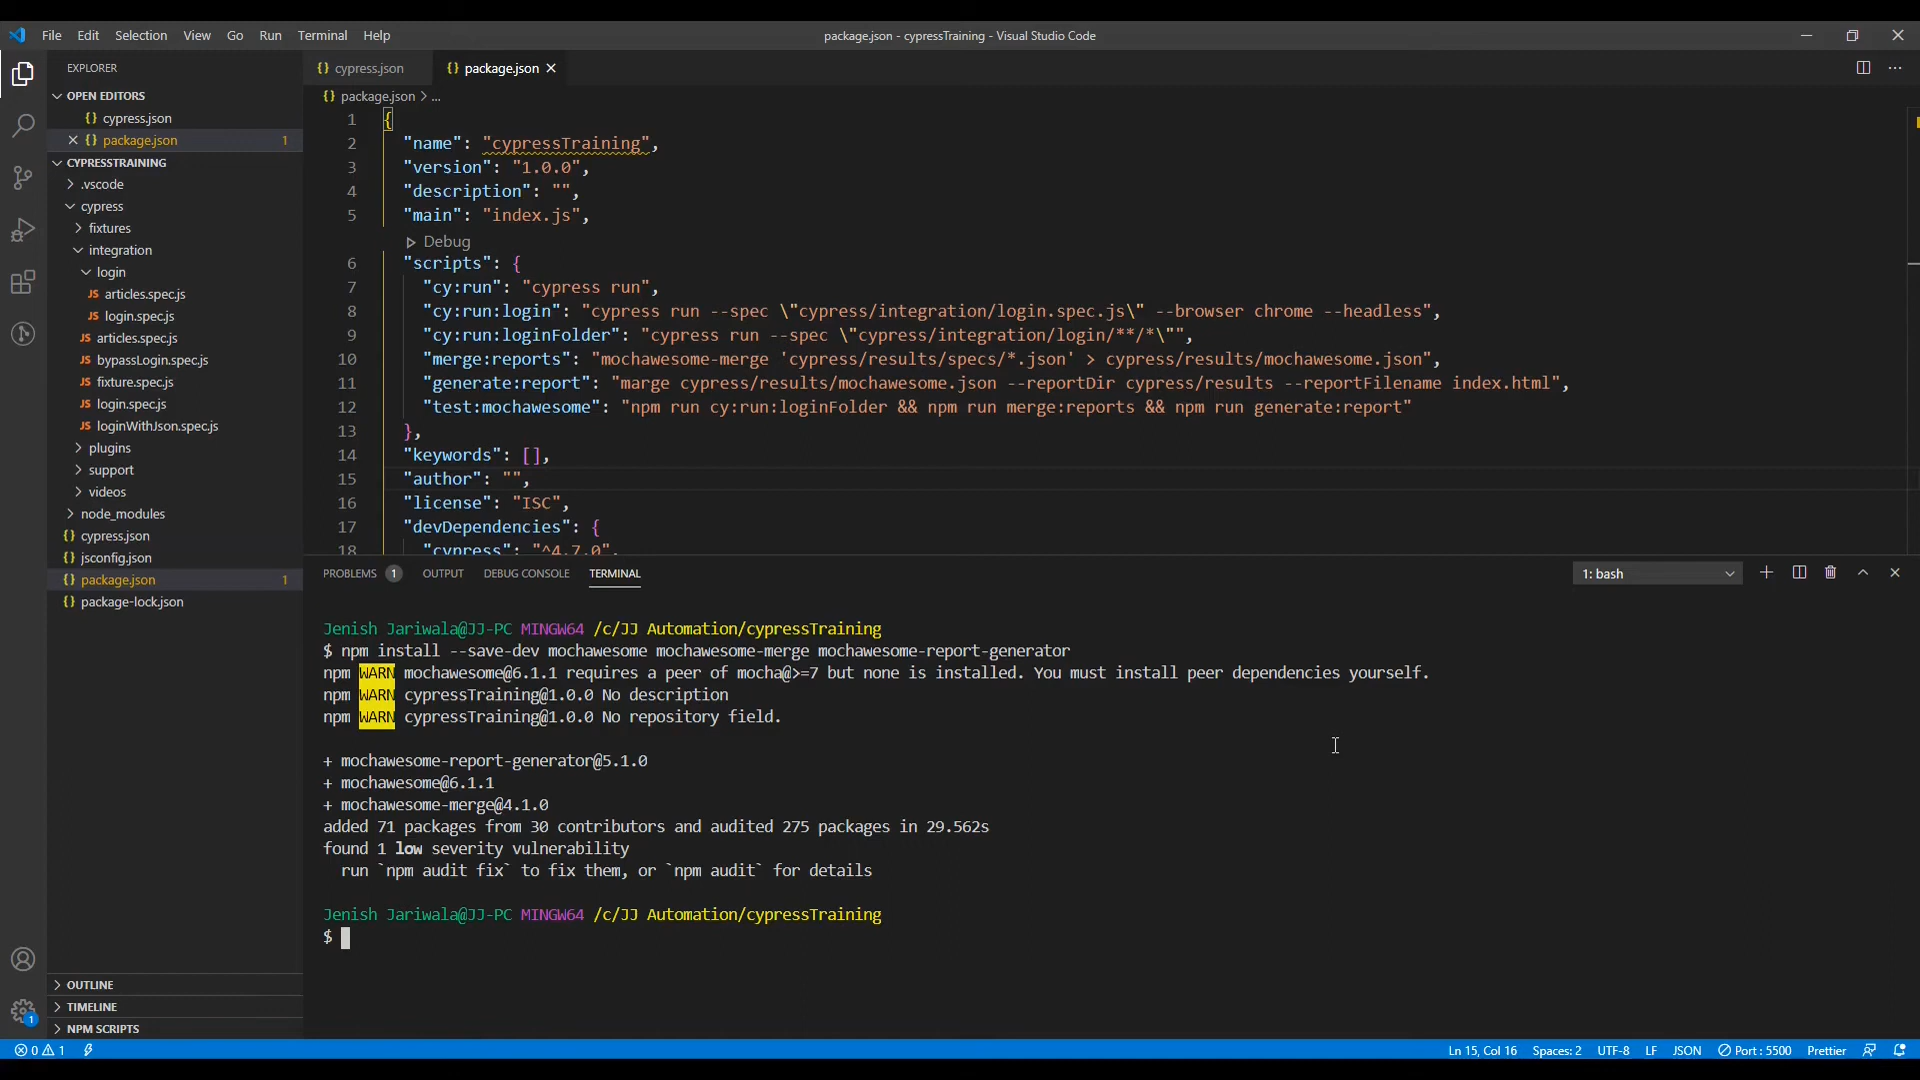 File Edit Selection View Go Run Terminal Help
package.json - cypressTraining - Visual Studio Code
EXPLORER
OPEN EDITORS
{} cypress.json
{} package.json 1
CYPRESSTRAINING
.vscode
cypress
fixtures
integration
login
JS articles.spec.js
JS login.spec.js
JS articles.spec.js
JS bypassLogin.spec.js
JS fixture.spec.js
JS login.spec.js
JS loginWithJson.spec.js
plugins
support
videos
node_modules
{} cypress.json
{} jsconfig.json
{} package.json 1
{} package-lock.json
OUTLINE
TIMELINE
NPM SCRIPTS
{} cypress.json {} package.json
{} package.json > ...
1 {
2 "name": "cypressTraining",
3 "version": "1.0.0",
4 "description": "",
5 "main": "index.js",
Debug
6 "scripts": {
7 "cy:run": "cypress run",
8 "cy:run:login": "cypress run --spec \"cypress/integration/login.spec.js\" --browser chrome --headless",
9 "cy:run:loginFolder": "cypress run --spec \"cypress/integration/login/**/*\"",
10 "merge:reports": "mochawesome-merge 'cypress/results/specs/*.json' > cypress/results/mochawesome.json",
11 "generate:report": "marge cypress/results/mochawesome.json --reportDir cypress/results --reportFilename index.html",
12 "test:mochawesome": "npm run cy:run:loginFolder && npm run merge:reports && npm run generate:report"
13 },
14 "keywords": [],
15 "author": "",
16 "license": "ISC",
17 "devDependencies": {
18 "cypress": "^4.7.0",
PROBLEMS 1 OUTPUT DEBUG CONSOLE TERMINAL
1: bash
Jenish Jariwala@JJ-PC MINGW64 /c/JJ Automation/cypressTraining
$ npm install --save-dev mochawesome mochawesome-merge mochawesome-report-generator
npm WARN mochawesome@6.1.1 requires a peer of mocha@>=7 but none is installed. You must install peer dependencies yourself.
npm WARN cypressTraining@1.0.0 No description
npm WARN cypressTraining@1.0.0 No repository field.
+ mochawesome-report-generator@5.1.0
+ mochawesome@6.1.1
+ mochawesome-merge@4.1.0
added 71 packages from 30 contributors and audited 275 packages in 29.562s
found 1 low severity vulnerability
run `npm audit fix` to fix them, or `npm audit` for details
Jenish Jariwala@JJ-PC MINGW64 /c/JJ Automation/cypressTraining
$
1
0 1
Ln 15, Col 16 Spaces: 2 UTF-8 LF JSON Port : 5500 Prettier